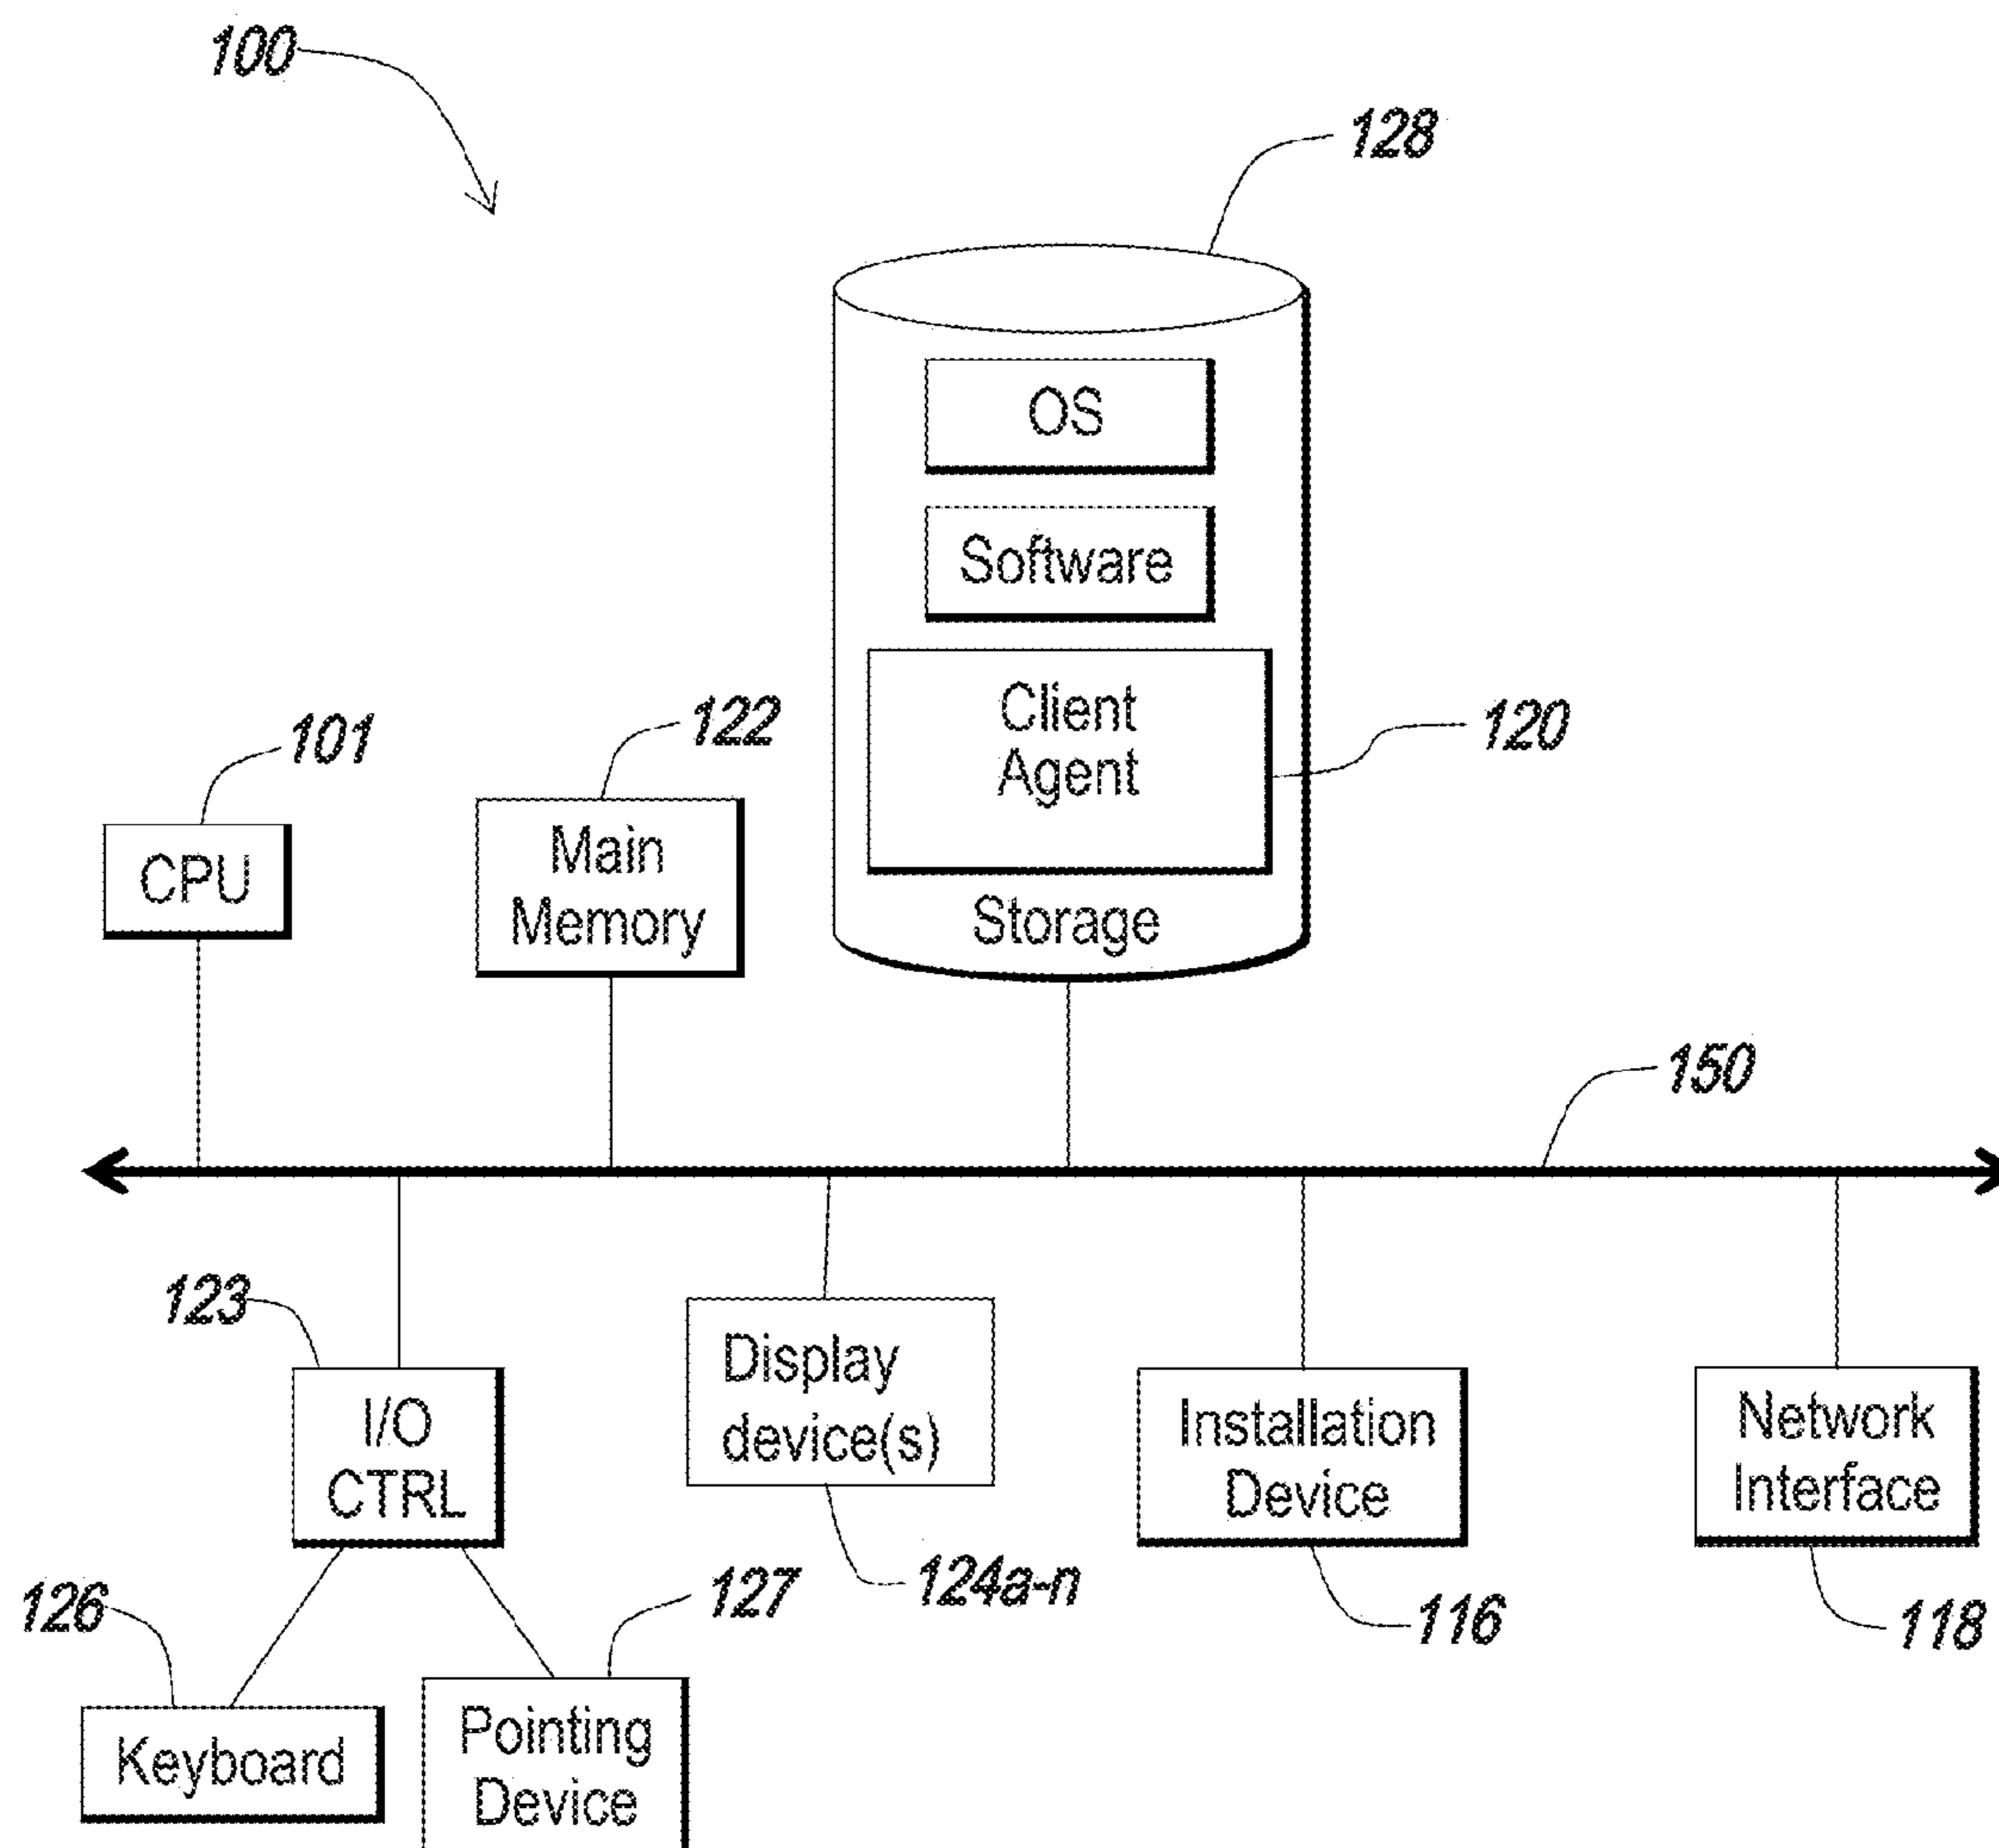 100
128
OS
Software
Client
Agent
120
Storage
101
CPU
122
Main
Memory
150
123
I/O
CTRL
Display
device(s)
124a-n
Installation
Device
116
Network
Interface
118
126
Keyboard
127
Pointing
Device